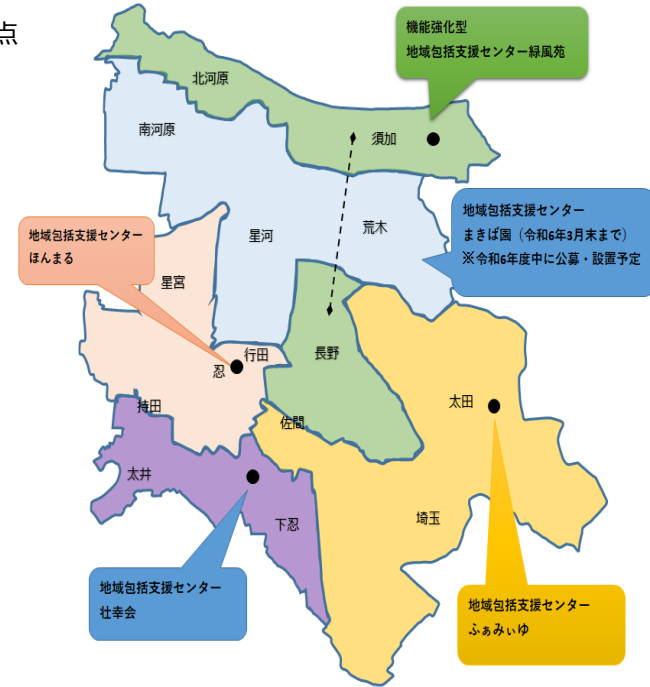 点
機能強化型
地域包括支援センター緑風苑
北河原
南河原
須加
地域包括支援センター
まきば園（令和6年3月末まで）
※令和6年度中に公募・設置予定
荒木
星河
地域包括支援センター
ほんまる
星宮
行田
忍
長野
持田
佐間
太田
太井
下忍
埼玉
地域包括支援センター
壮幸会
地域包括支援センター
ふぁみぃゆ